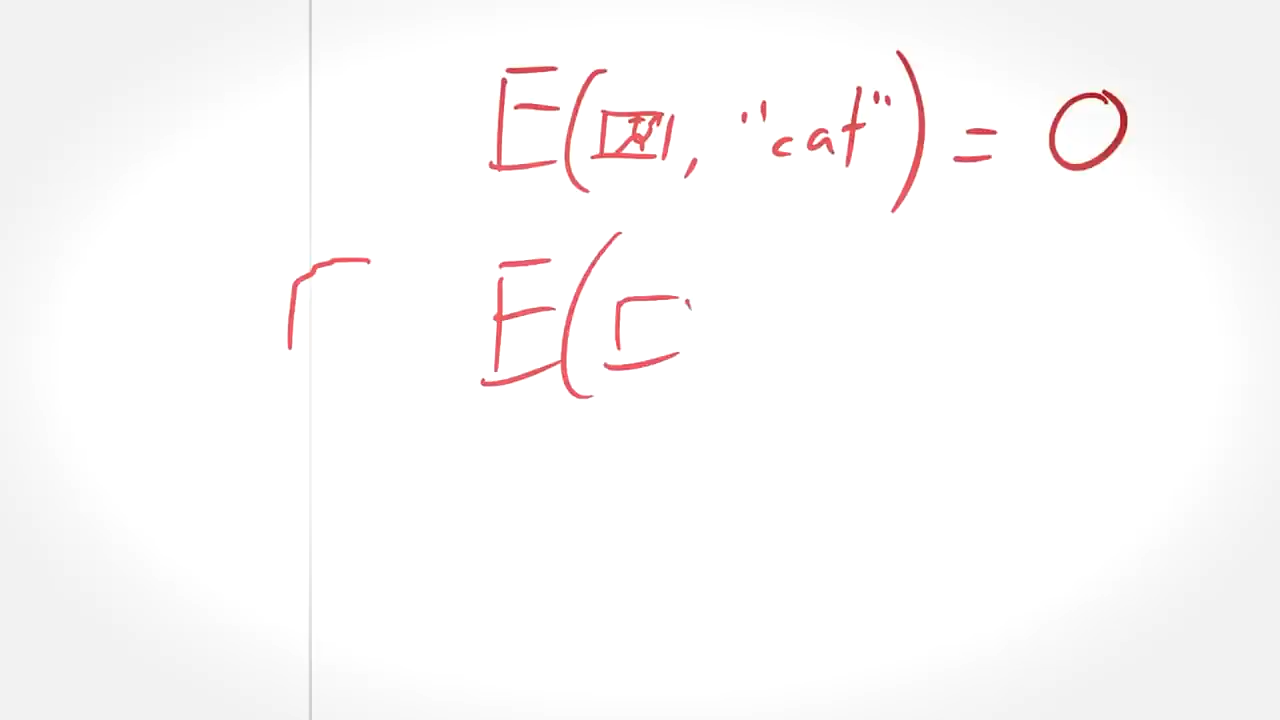 E( , "cat") = 0
E(